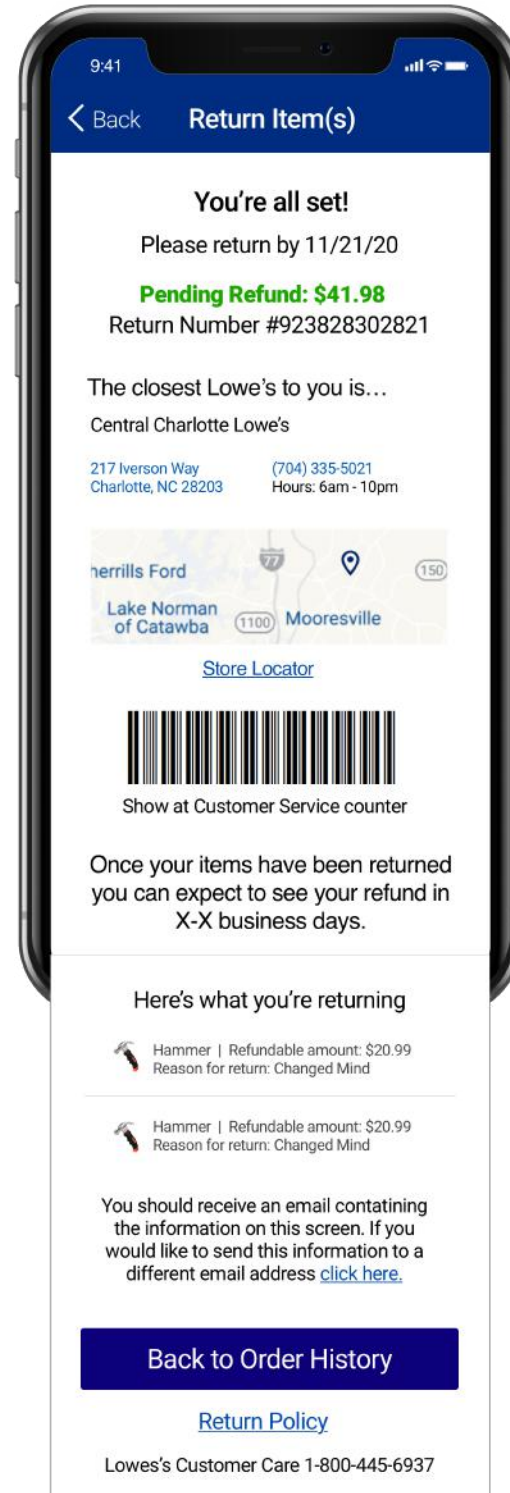 9:41
Back Return Item(s)
You're all set!
Please return by 11/21/20
Pending Refund: $41.98
Return Number #923828302821
The closest Lowe's to you is...
Central Charlotte Lowe's
217 Iverson Way
Charlotte, NC 28203
(704) 335-5021
Hours: 6am - 10pm
herrills Ford
77
150
Lake Norman
of Catawba
1100
Mooresville
Store Locator
Show at Customer Service counter
Once your items have been returned
you can expect to see your refund in
X-X business days.
Here's what you're returning
Hammer | Refundable amount: $20.99
Reason for return: Changed Mind
Hammer | Refundable amount: $20.99
Reason for return: Changed Mind
You should receive an email contatining
the information on this screen. If you
would like to send this information to a
different email address click here.
Back to Order History
Return Policy
Lowes's Customer Care 1-800-445-6937